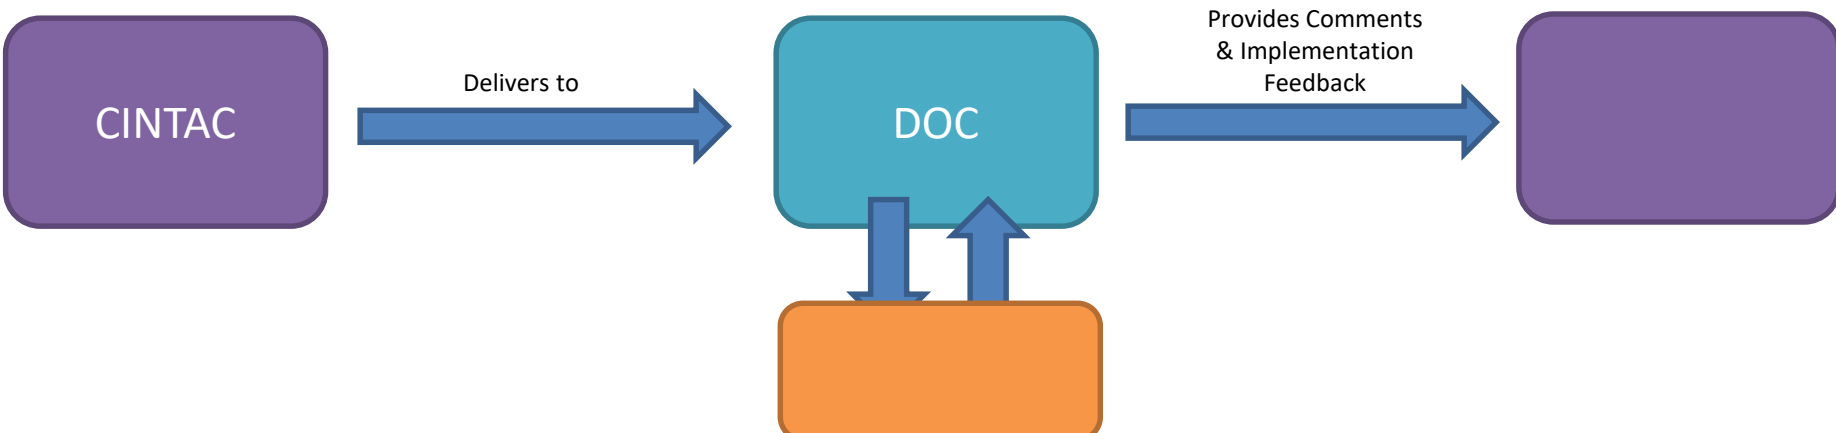 CINTAC
Delivers to
DOC
Provides Comments
& Implementation
Feedback